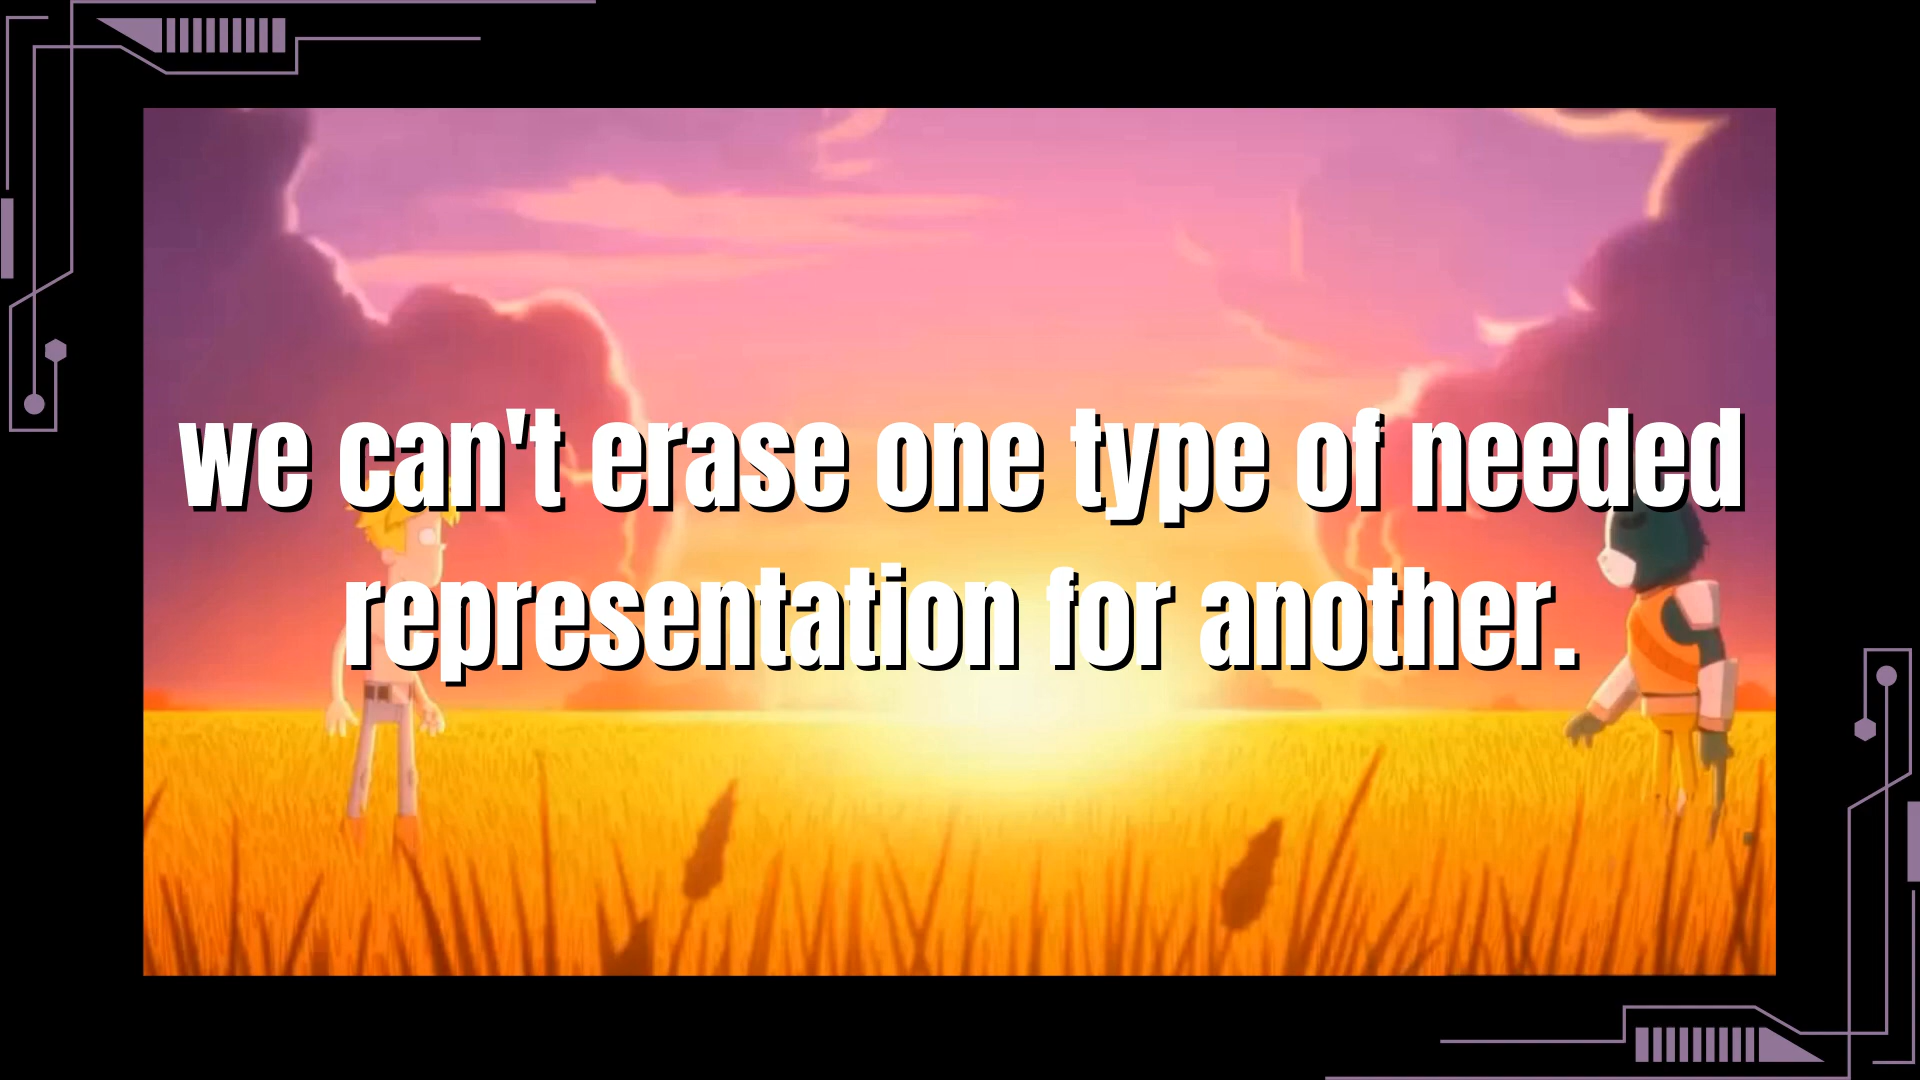 we can't erase one type of needed
representation for another.